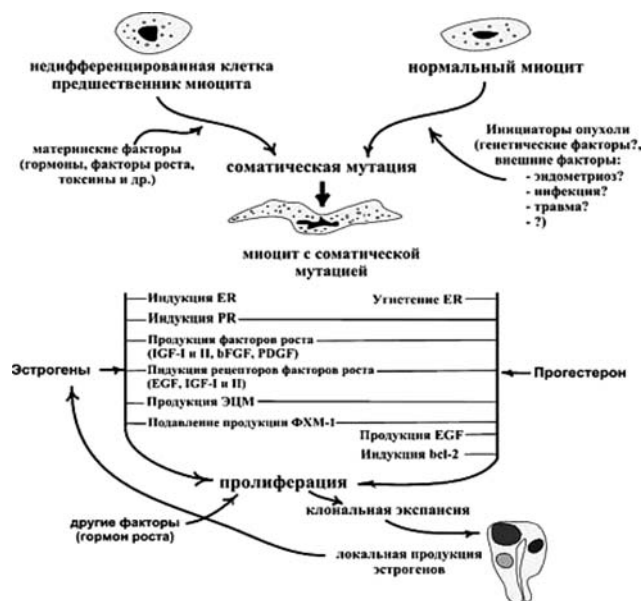 недифференцированная клетка
предшественник миоцита
нормальный миоцит
материнские факторы
(гормоны, факторы роста,
токсины и др.)
Инициаторы опухоли
(генетические факторы?,
внешние факторы:
- эндометриоз?
- инфекция?
- травма?
- ?)
соматическая мутация
миоцит с соматической
мутацией
Индукция ER
Угнетение ER
Индукция PR
Продукция факторов роста
(IGF-I и II, bFGF, PDGF)
Эстрогены
Индукция рецепторов факторов роста
(EGF, IGF-I и II)
Прогестерон
Продукция ЭЦМ
Подавление продукции ФХМ-1
Продукция EGF
Индукция bcl-2
пролиферация
клональная экспансия
другие факторы
(гормон роста)
локальная продукция
эстрогенов